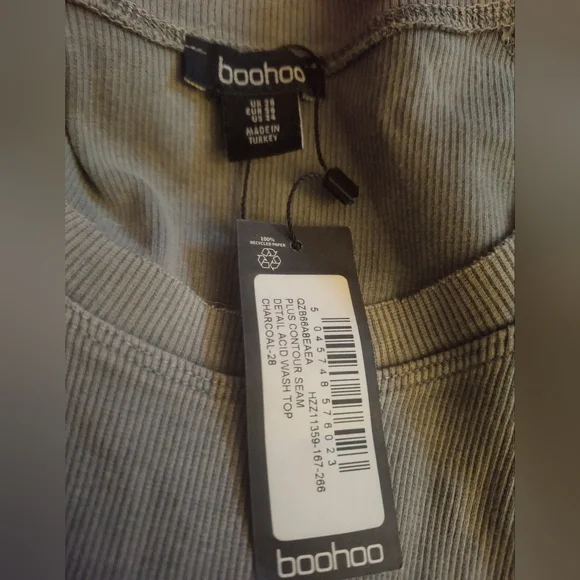 boohoo
UK 28
EUR 56
US 24
MADE IN
TURKEY
100%
RECYCLED PAPER
5 045748 576023
HZZ11359-167-266
QZB66A8EAEA
PLUS CONTOUR SEAM
DETAIL ACID WASH TOP
CHARCOAL-28
boohoo